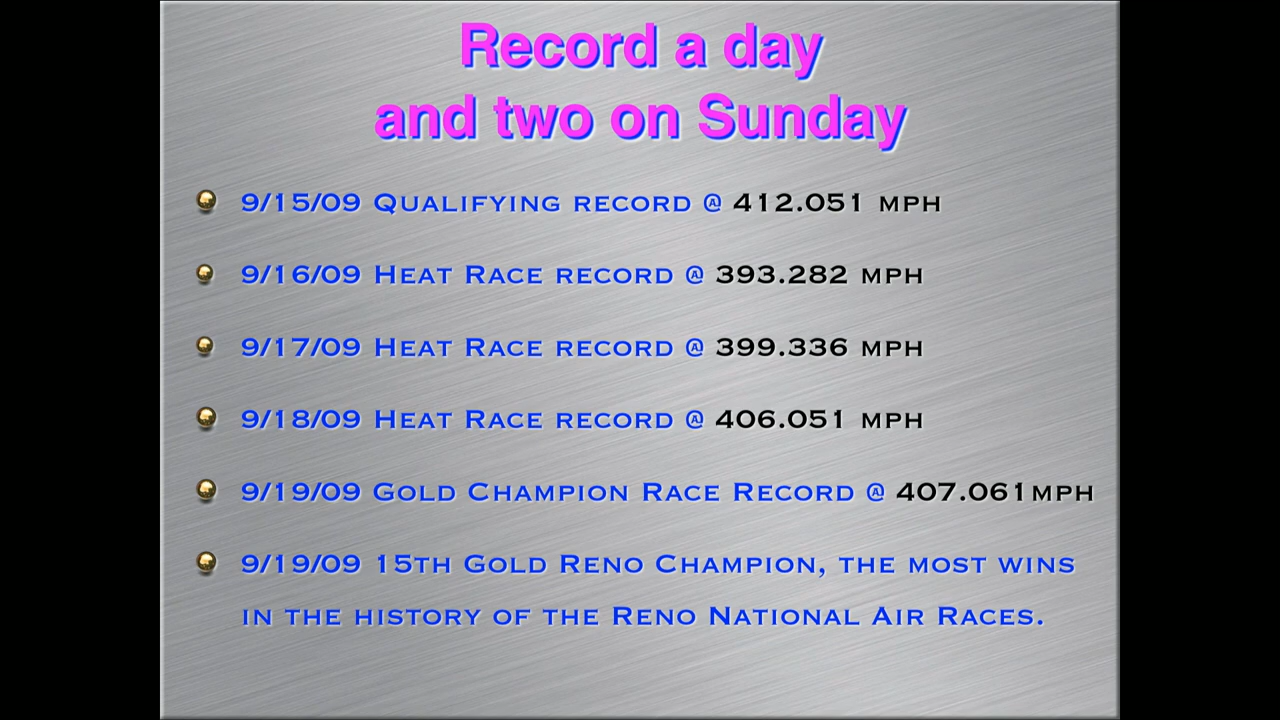 Record a day
and two on Sunday
9/15/09 Qualifying record @ 412.051 mph
9/16/09 Heat Race record @ 393.282 mph
9/17/09 Heat Race record @ 399.336 mph
9/18/09 Heat Race record @ 406.051 mph
9/19/09 Gold Champion Race Record @ 407.061mph
9/19/09 15th Gold Reno Champion, the most wins
in the history of the Reno National Air Races.